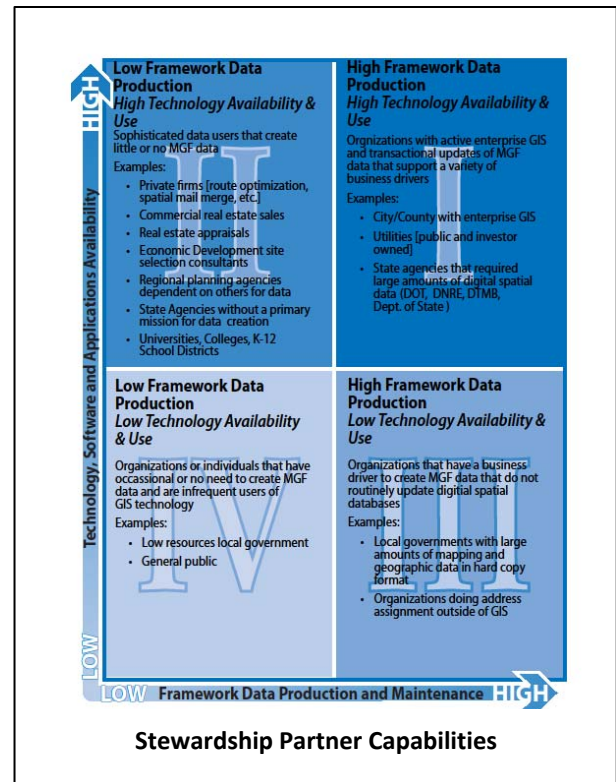 HIGH
Technology, Software and Applications Availability
LOW
Low Framework Data
Production
High Technology Availability &
Use
Sophisticated data users that create
little or no MGF data
Examples:
• Private firms [route optimization,
spatial mail merge, etc.]
• Commercial real estate sales
• Real estate appraisals
• Economic Development site
selection consultants
• Regional planning agencies
dependent on others for data
• State Agencies without a primary
mission for data creation
• Universities, Colleges, K-12
School Districts
II
High Framework Data
Production
High Technology Availability &
Use
Orgnizations with active enterprise GIS
and transactional updates of MGF
data that support a variety of
business drivers
Examples:
• City/County with enterprise GIS
• Utilities [public and investor
owned}
• State agencies that required
large amounts of digital spatial
data (DOT, DNRE, DTMB,
Dept. of State )
I
Low Framework Data
Production
Low Technology Availability
& Use
Organizations or individuals that have
occassional or no need to create MGF
data and are infrequent users of
GIS technology
Examples:
• Low resources local government
• General public
IV
High Framework Data
Production
Low Technology Availability &
Use
Organizations that have a business
driver to create MGF data that do not
routinely update digitial spatial
databases
Examples:
• Local governments with large
amounts of mapping and
geographic data in hard copy
format
• Organizations doing address
assignment outside of GIS
III
LOW Framework Data Production and Maintenance HIGH
Stewardship Partner Capabilities